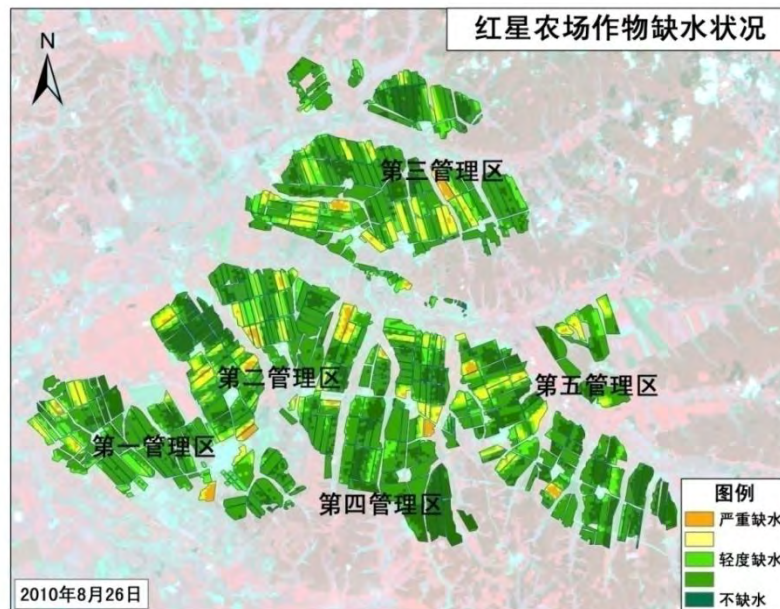 红星农场作物缺水状况
N
第三管理区
第二管理区
第五管理区
第一管理区
第四管理区
图例
严重缺水
轻度缺水
不缺水
2010年8月26日